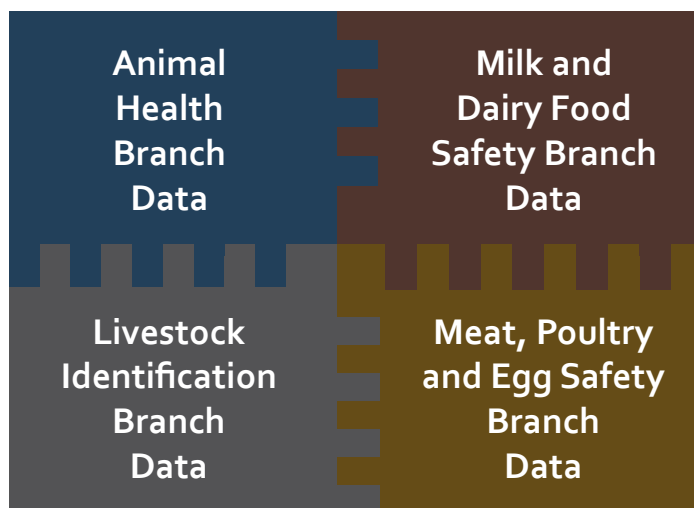 Animal
Health
Branch
Data
Milk and
Dairy Food
Safety Branch
Data
Livestock
Identification
Branch
Data
Meat, Poultry
and Egg Safety
Branch
Data